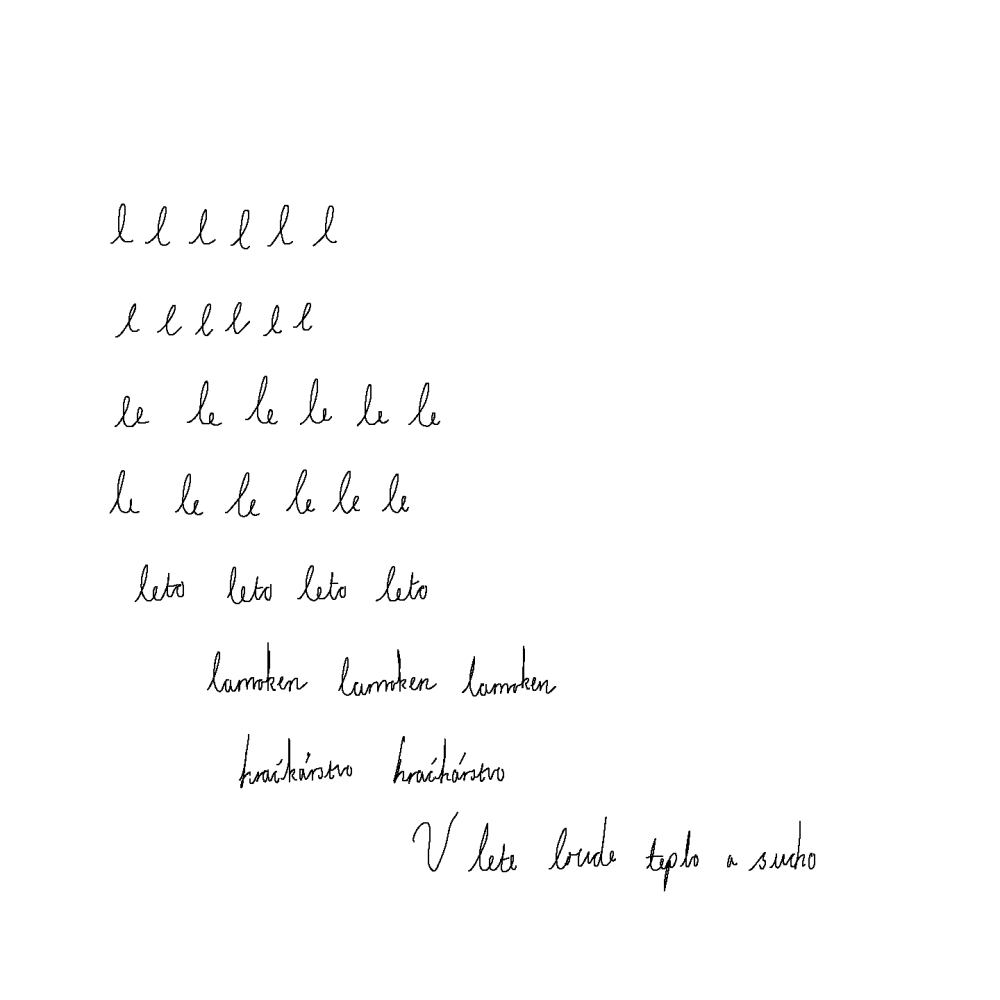 l l l l l l
l l l l l l
le le le le le le
le le le le le le
leto leto leto leto
lamoken lamoken lamoken
hračkárstvo hračkárstvo
V lete bude teplo a sucho